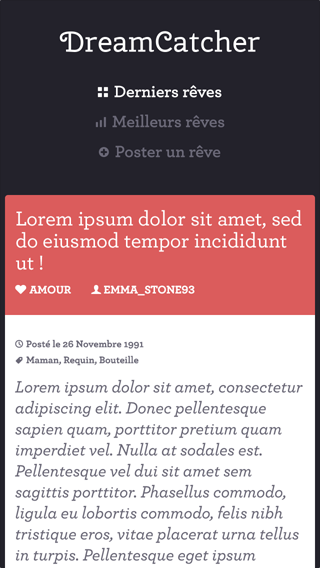 DreamCatcher
Derniers rêves
Meilleurs rêves
Poster un rêve
Lorem ipsum dolor sit amet, sed
do eiusmod tempor incididunt
ut !
AMOUR EMMA_STONE93
Posté le 26 Novembre 1991
Maman, Requin, Bouteille
Lorem ipsum dolor sit amet, consectetur
adipiscing elit. Donec pellentesque
sapien quam, porttitor pretium quam
imperdiet vel. Nulla at sodales est.
Pellentesque vel dui sit amet sem
sagittis porttitor. Phasellus commodo,
ligula eu lobortis commodo, felis nibh
tristique eros, vitae placerat urna tellus
in turpis. Pellentesque eget ipsum